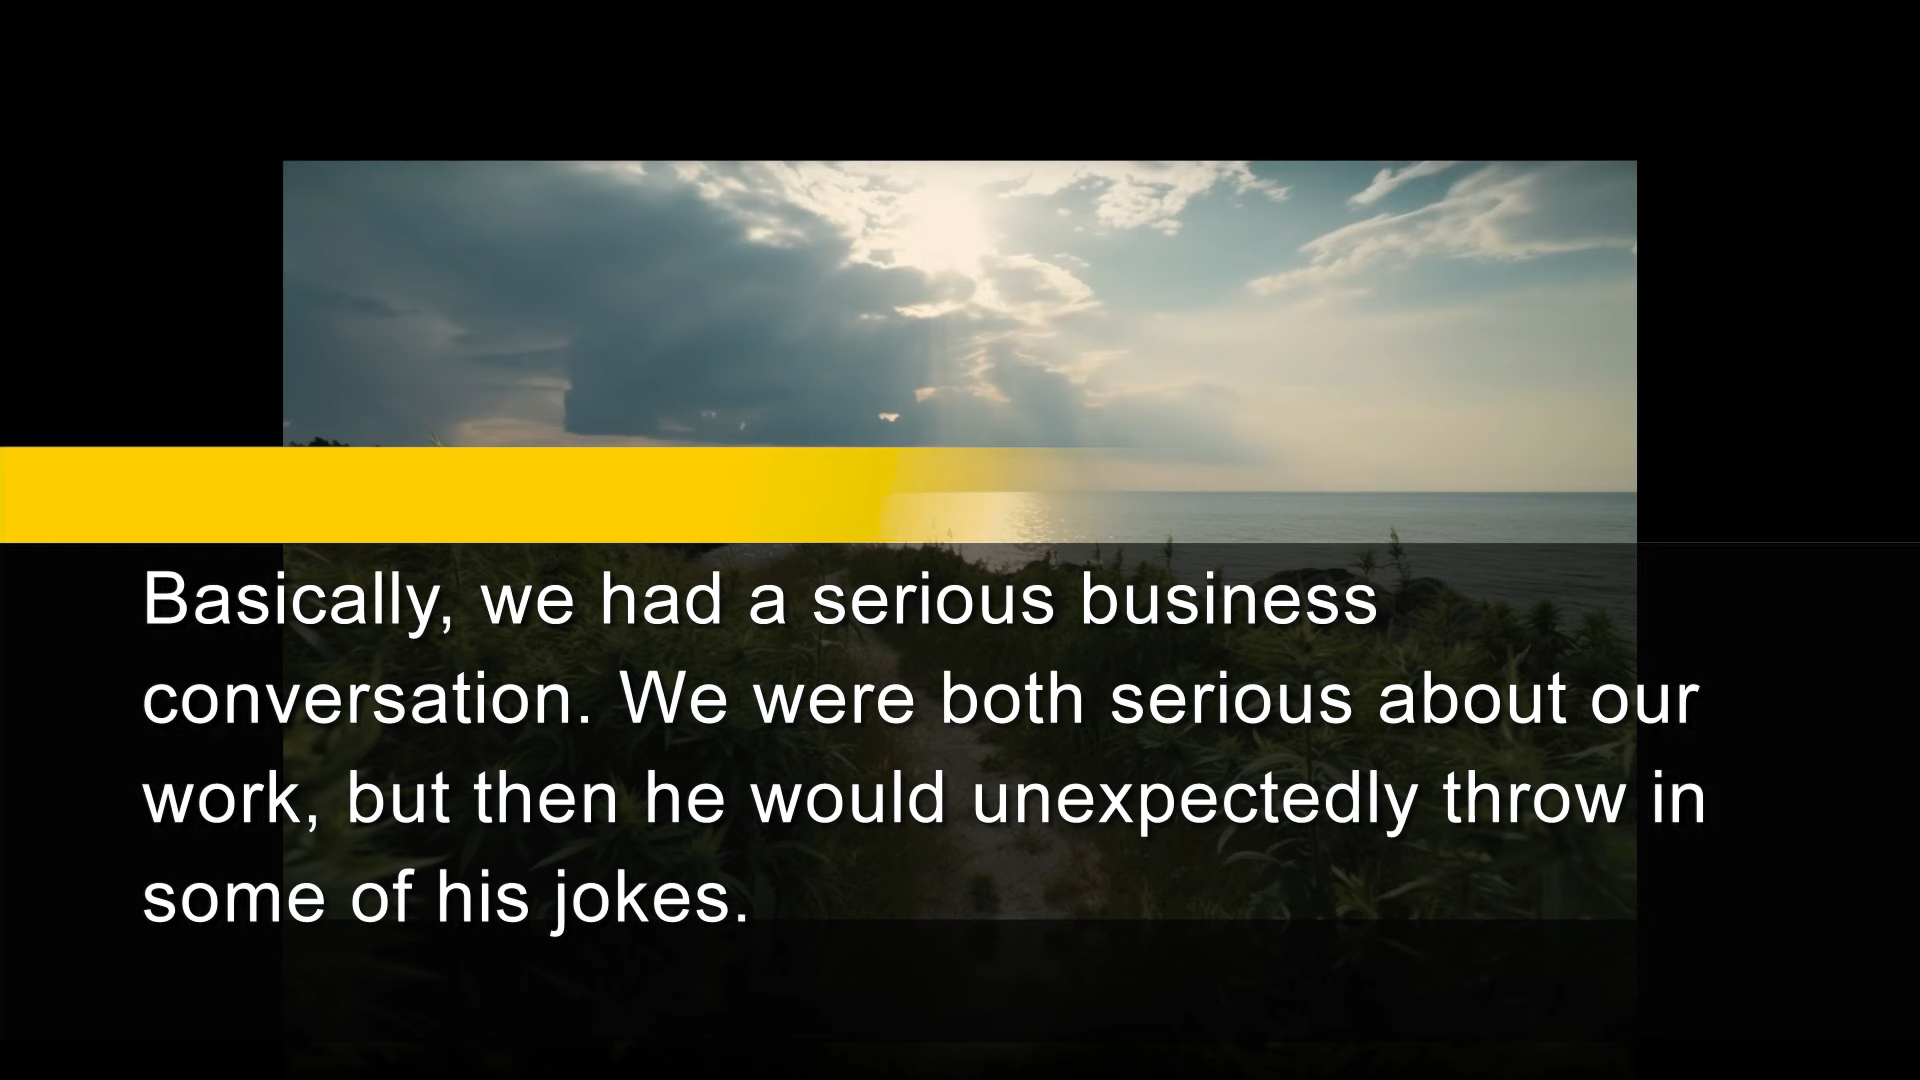 Basically, we had a serious business
conversation. We were both serious about our
work, but then he would unexpectedly throw in
some of his jokes.